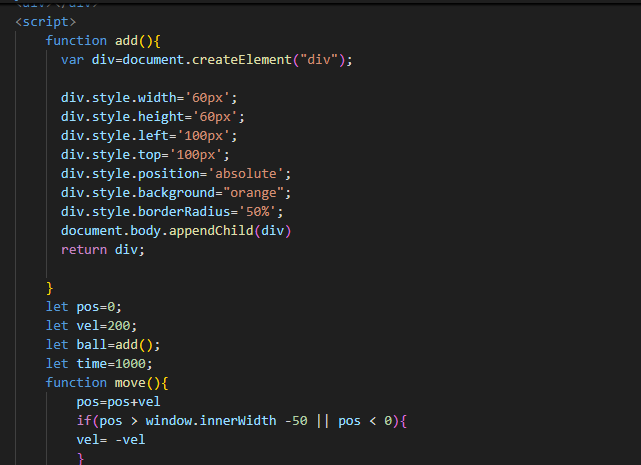 <div></div>
<script>
function add(){
var div=document.createElement("div");
div.style.width='60px';
div.style.height='60px';
div.style.left='100px';
div.style.top='100px';
div.style.position='absolute';
div.style.background="orange";
div.style.borderRadius='50%';
document.body.appendChild(div)
return div;
}
let pos=0;
let vel=200;
let ball=add();
let time=1000;
function move(){
pos=pos+vel
if(pos > window.innerWidth -50 || pos < 0){
vel= -vel
}